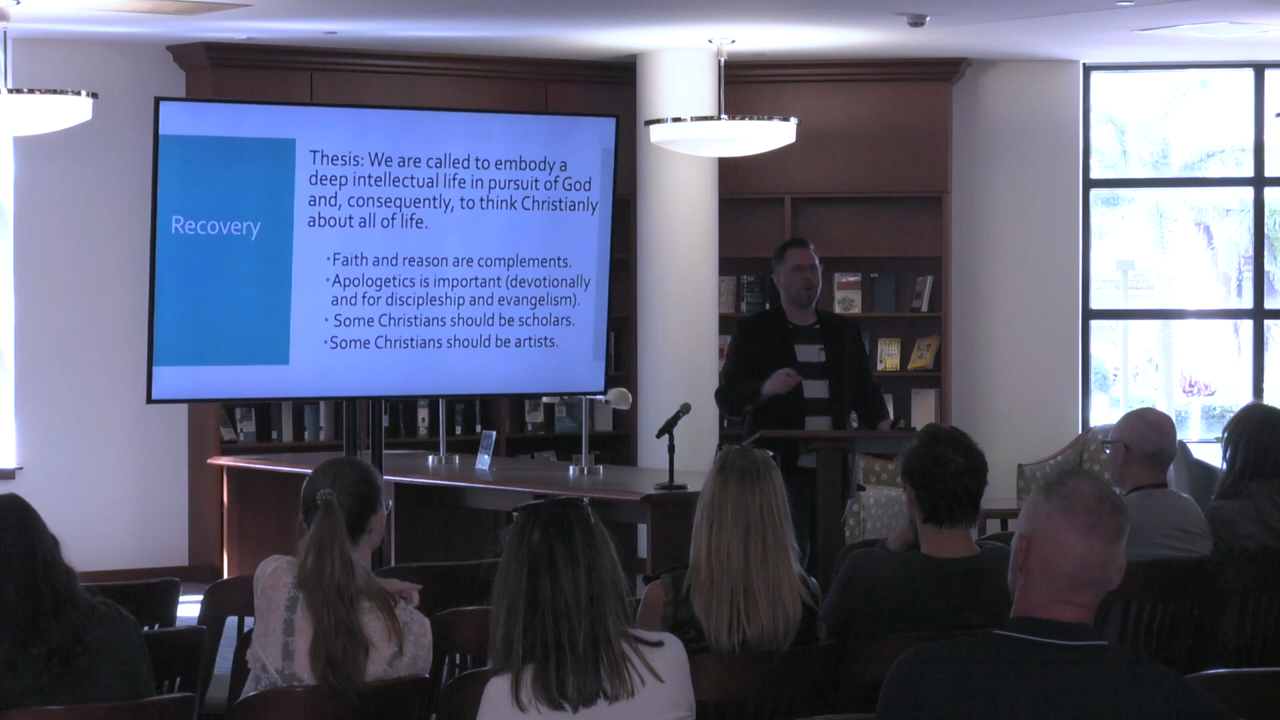 Recovery
Thesis: We are called to embody a
deep intellectual life in pursuit of God
and, consequently, to think Christianly
about all of life.
•Faith and reason are complements.
•Apologetics is important (devotionally
and for discipleship and evangelism).
• Some Christians should be scholars.
•Some Christians should be artists.